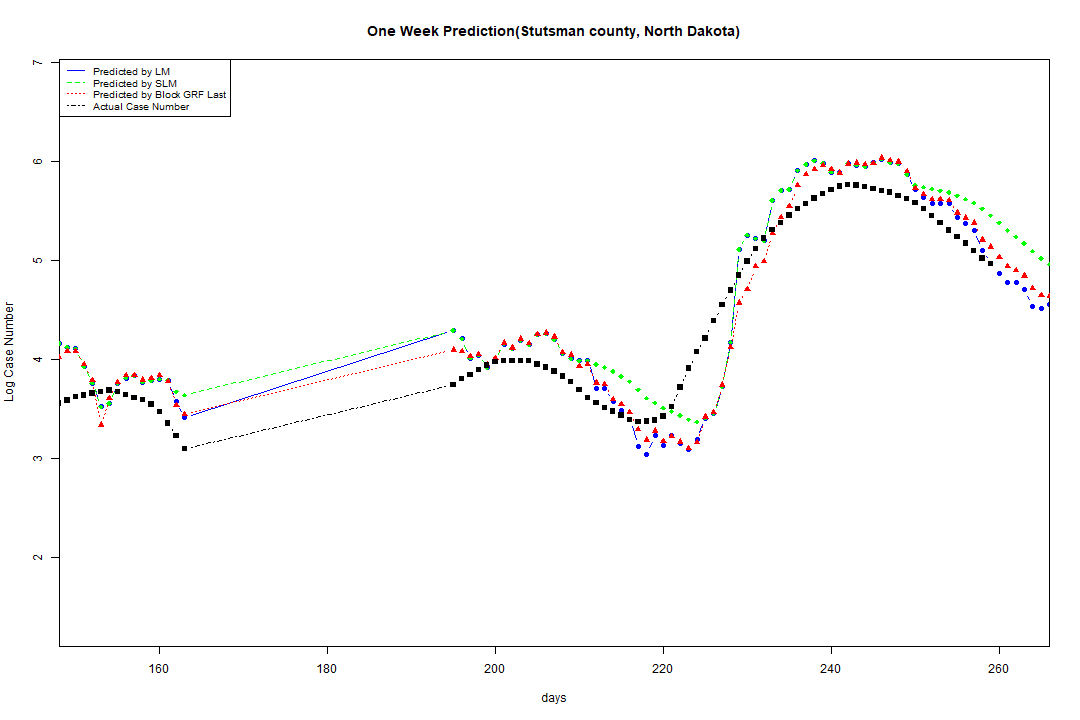 One Week Prediction(Stutsman county, North Dakota)
Predicted by LM
Predicted by SLM
Predicted by Block GRF Last
Actual Case Number
7
6
5
4
3
2
Log Case Number
160
180
200
220
240
260
days